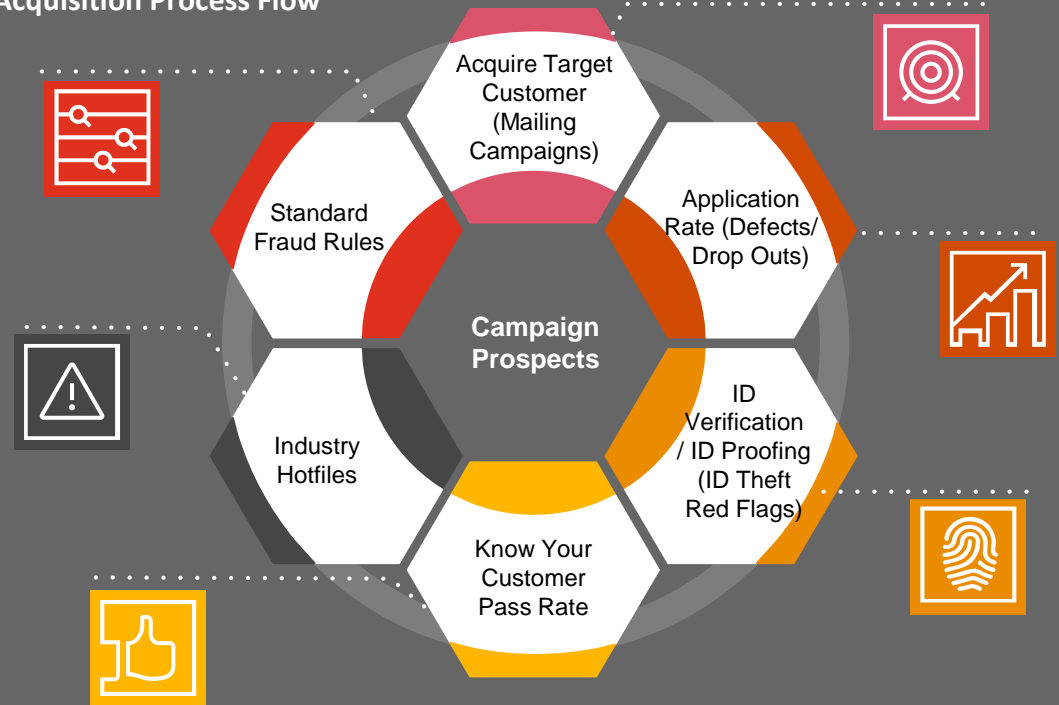 Acquisition Process Flow
Acquire Target
Customer
(Mailing
Campaigns)
Application
Rate (Defects/
Drop Outs)
ID
Verification
/ ID Proofing
(ID Theft
Red Flags)
Know Your
Customer
Pass Rate
Industry
Hotfiles
Standard
Fraud Rules
Campaign
Prospects